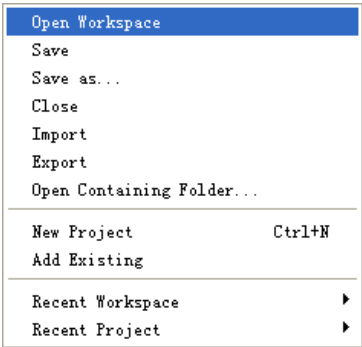 Open Workspace
Save
Save as...
Close
Import
Export
Open Containing Folder...
New Project Ctrl+N
Add Existing
Recent Workspace
Recent Project